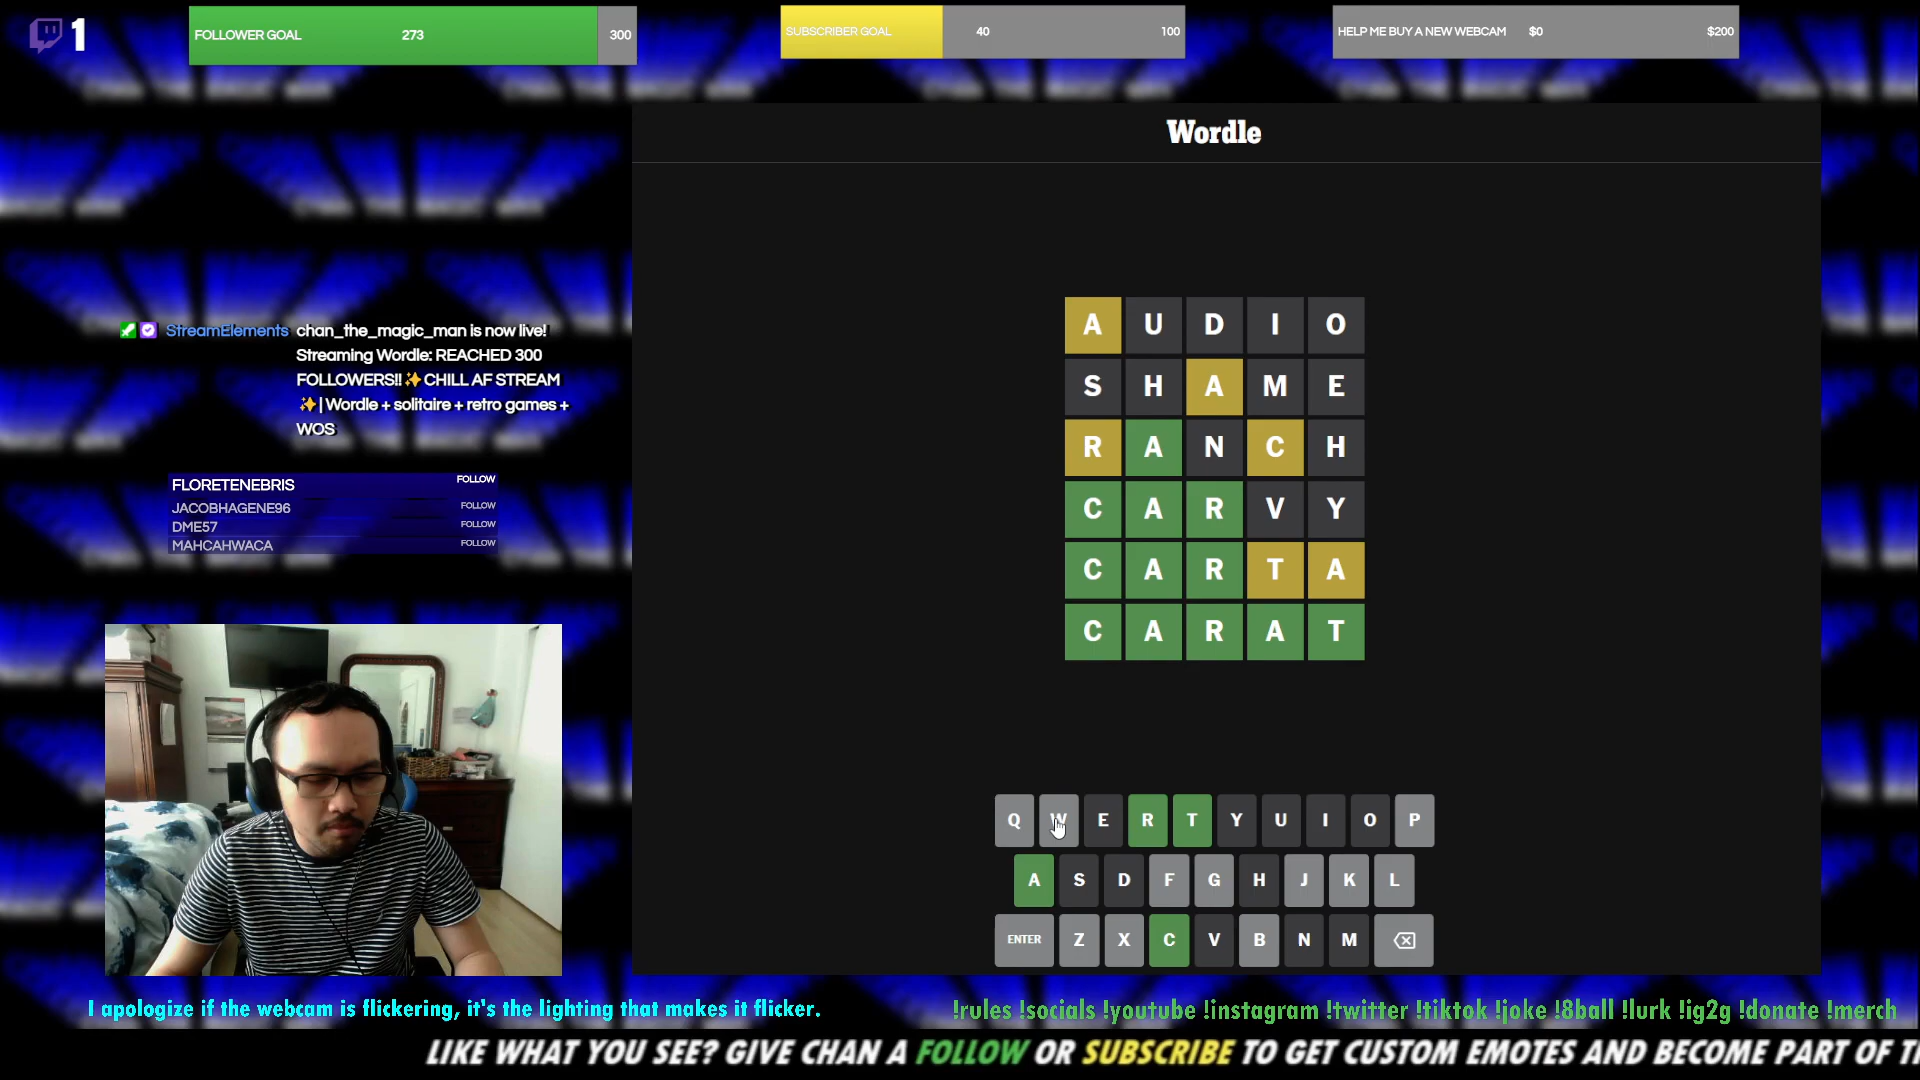 1
FOLLOWER GOAL 273 300
SUBSCRIBER GOAL 40 100
HELP ME BUY A NEW WEBCAM $0 $200
Wordle
A U D I O
S H A M E
R A N C H
C A R V Y
C A R T A
C A R A T
StreamElements chan_the_magic_man is now live!
Streaming Wordle: REACHED 300
FOLLOWERS!!✨CHILL AF STREAM
✨| Wordle + solitaire + retro games +
WOS
FLORETENEBRIS FOLLOW
JACOBHAGENE96 FOLLOW
DME57 FOLLOW
MAHCAHWACA FOLLOW
Q W E R T Y U I O P
A S D F G H J K L
ENTER Z X C V B N M
I apologize if the webcam is flickering, it's the lighting that makes it flicker.
!rules !socials !youtube !instagram !twitter !tiktok !joke !8ball !lurk !ig2g !donate !merch
LIKE WHAT YOU SEE? GIVE CHAN A FOLLOW OR SUBSCRIBE TO GET CUSTOM EMOTES AND BECOME PART OF